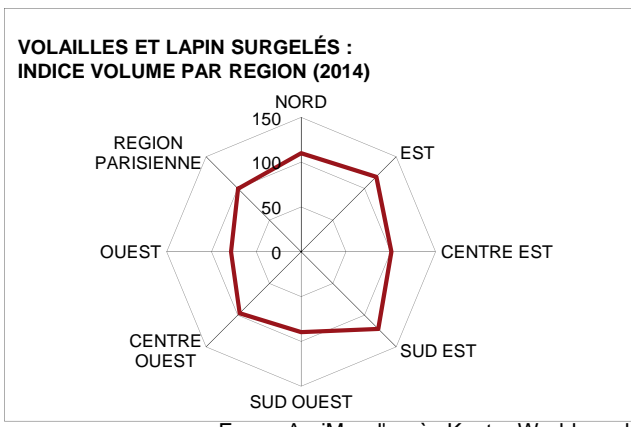 VOLAILLES ET LAPIN SURGELÉS :
INDICE VOLUME PAR REGION (2014)
NORD
150
REGION
PARISIENNE
EST
100
50
OUEST
0
CENTRE EST
CENTRE
OUEST
SUD EST
SUD OUEST